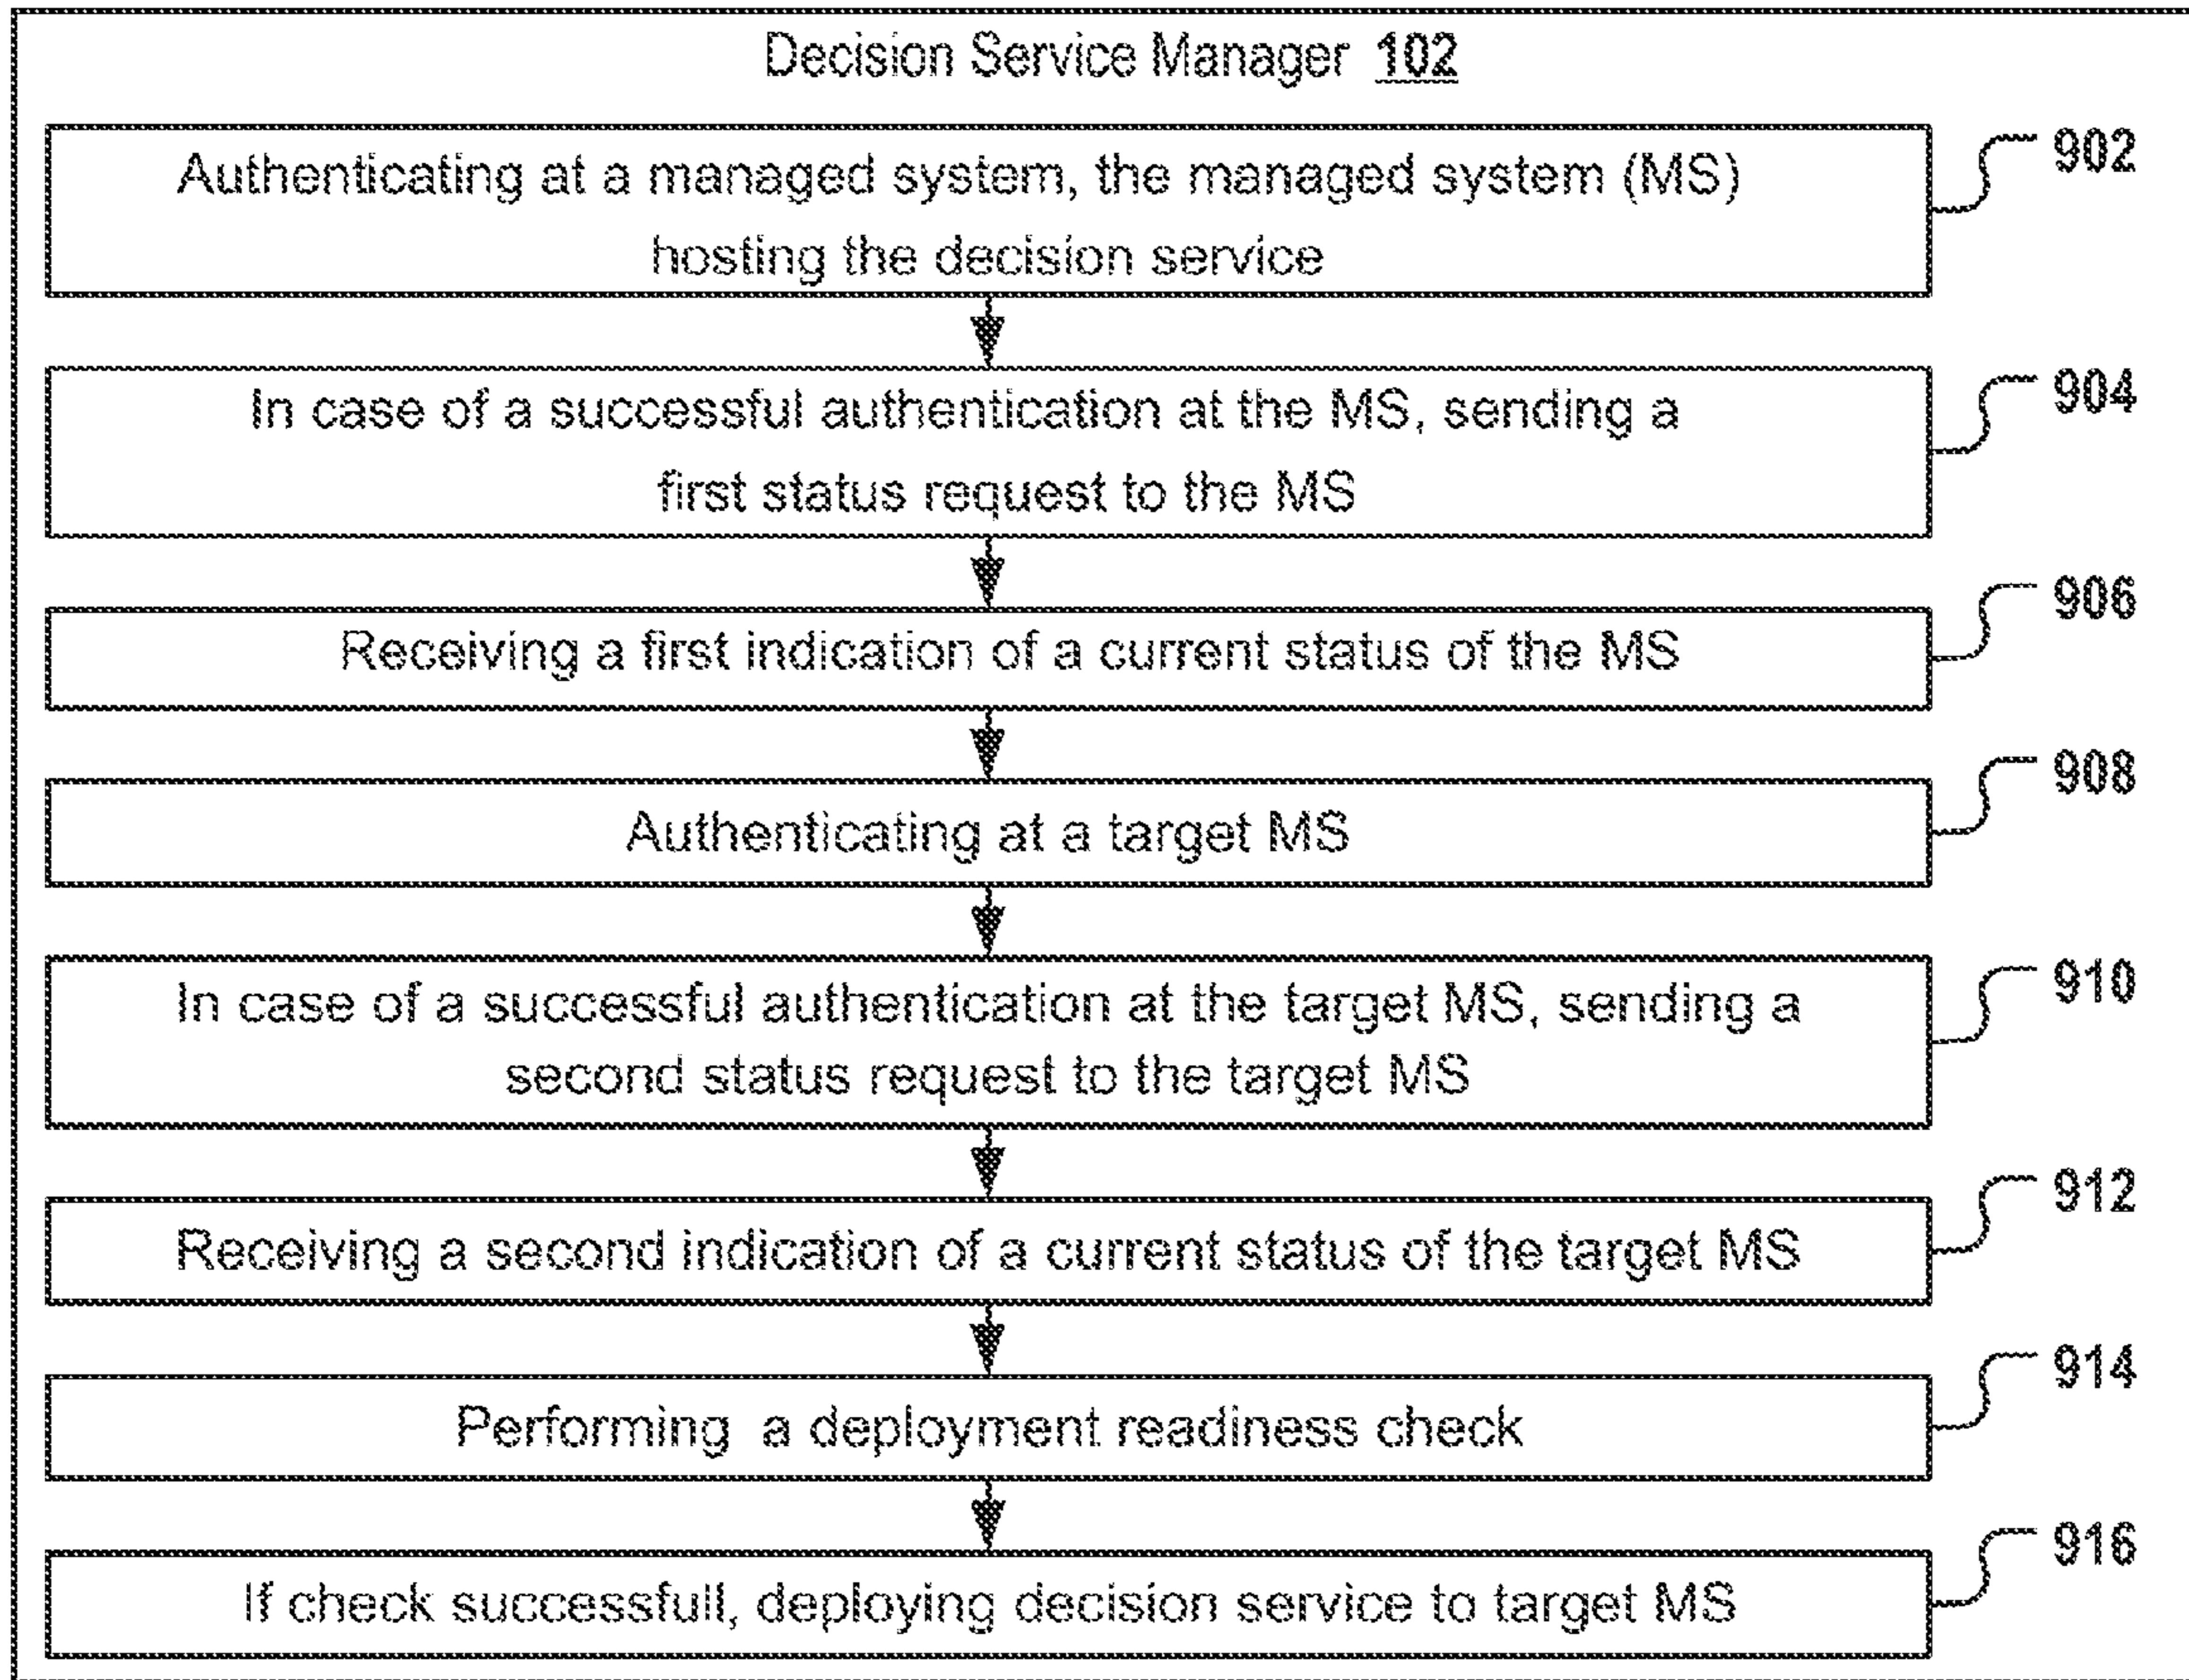 Decision Service Manager 102
Authenticating at a managed system, the managed system (MS)
hosting the decision service
902
In case of a successful authentication at the MS, sending a
first status request to the MS
904
Receiving a first indication of a current status of the MS
906
Authenticating at a target MS
908
In case of a successful authentication at the target MS, sending a
second status request to the target MS
910
Receiving a second indication of a current status of the target MS
912
Performing a deployment readiness check
914
If check successfull, deploying decision service to target MS
916